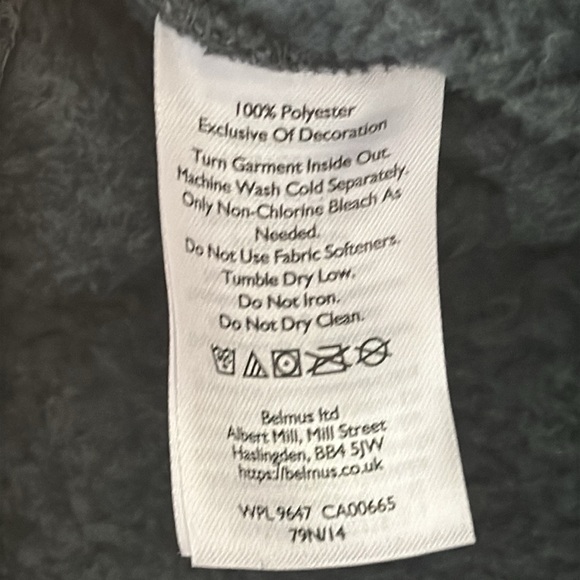 100% Polyester
Exclusive Of Decoration
Turn Garment Inside Out.
Machine Wash Cold Separately.
Only Non-Chlorine Bleach As
Needed.
Do Not Use Fabric Softeners.
Tumble Dry Low.
Do Not Iron.
Do Not Dry Clean.
Belmus ltd
Albert Mill, Mill Street
Haslingden, BB4 5JW
https://belmus.co.uk
WPL 9647 CA00665
79N/14